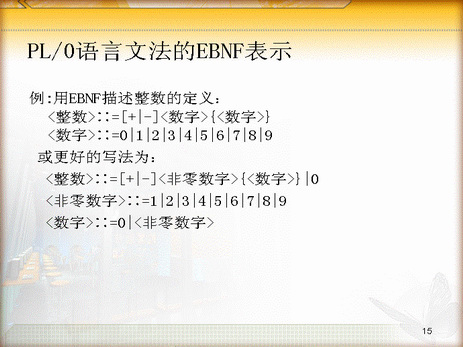 PL/0语言文法的EBNF表示
例:用EBNF描述整数的定义:
<整数>::=[+|-]<数字>{<数字>}
<数字>::=0|1|2|3|4|5|6|7|8|9
或更好的写法为:
<整数>::=[+|-]<非零数字>{<数字>}|0
<非零数字>::=1|2|3|4|5|6|7|8|9
<数字>::=0|<非零数字>
15